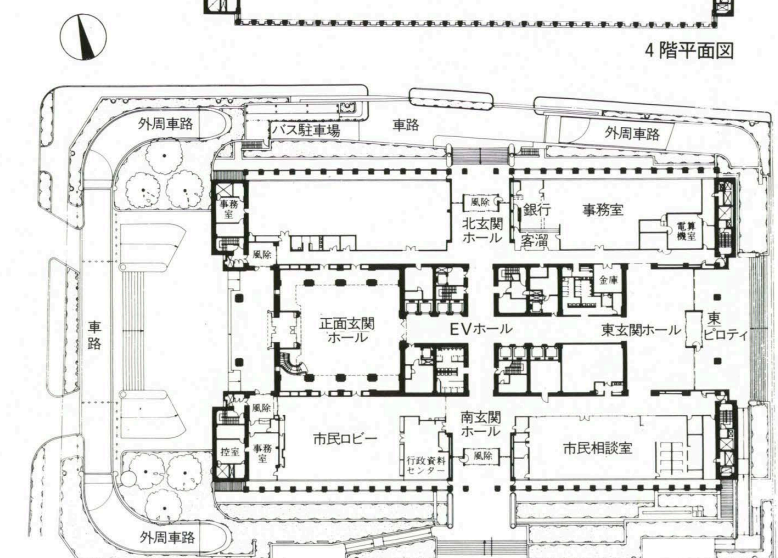 4階平面図
外周車路
バス駐車場
車路
外周車路
事務
室
風除
北玄関
ホール
銀行
客溜
事務室
電算
機室
風除
金庫
車
路
正面玄関
ホール
EVホール
東玄関ホール
東
ピロティ
風除
控室
事務
室
市民ロビー
行政資料
センター
南玄関
ホール
風除
市民相談室
外周車路